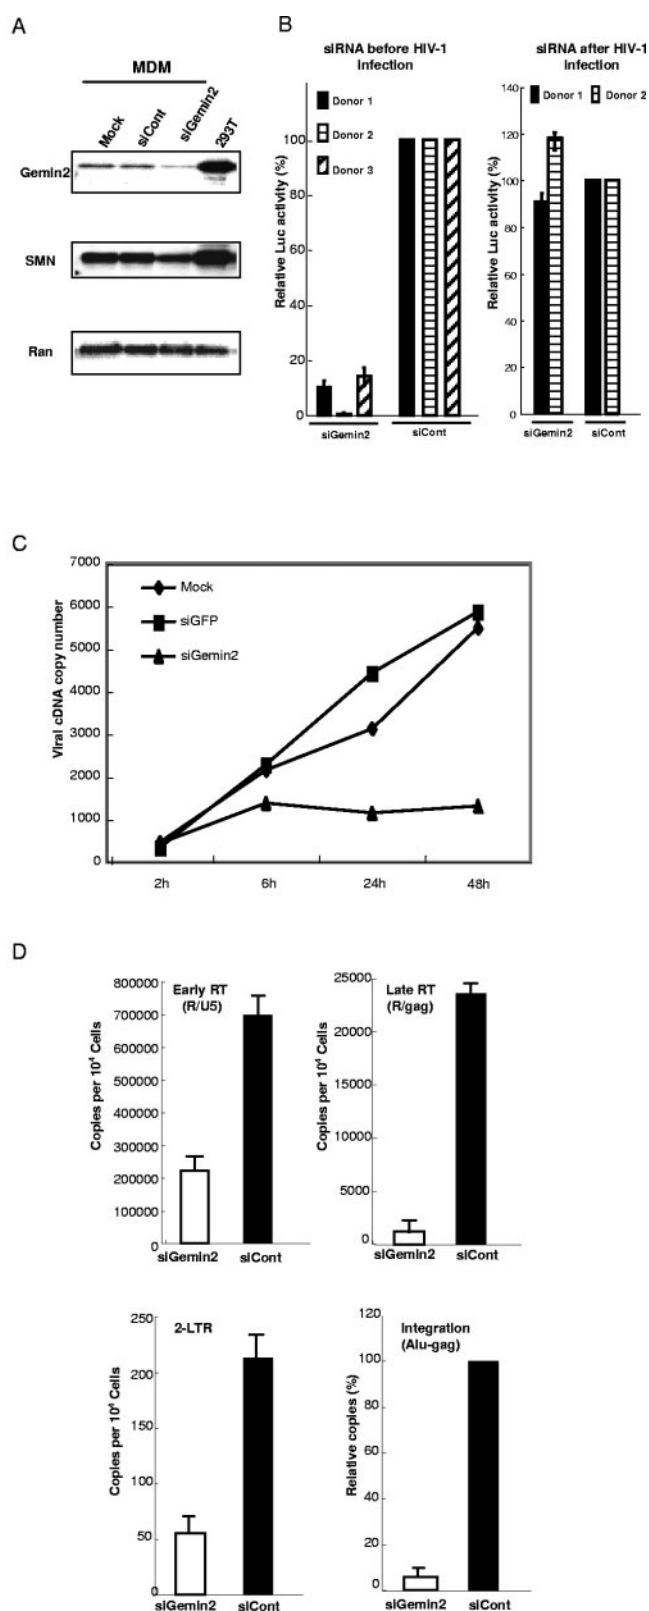 A
MDM
Mock
siCont
siGemin2
293T
Gemin2
SMN
Ran
B
siRNA before HIV-1
Infection
Donor 1
Donor 2
Donor 3
Relative Luc activity (%)
100
80
60
40
20
0
siGemin2
siCont
siRNA after HIV-1
Infection
Donor 1
Donor 2
Relative Luc activity (%)
140
120
100
80
60
40
20
0
siGemin2
siCont
C
Mock
siGFP
siGemin2
Viral cDNA copy number
7000
6000
5000
4000
3000
2000
1000
0
2h
6h
24h
48h
D
Early RT
(R/U5)
Copies per 10⁴ Cells
800000
700000
600000
500000
400000
300000
200000
100000
0
siGemin2
siCont
Late RT
(R/gag)
Copies per 10⁴ Cells
25000
20000
15000
10000
5000
0
siGemin2
siCont
2-LTR
Copies per 10⁴ Cells
250
200
150
100
50
0
siGemin2
siCont
Integration
(Alu-gag)
Relative copies (%)
120
100
80
60
40
20
0
siGemin2
siCont